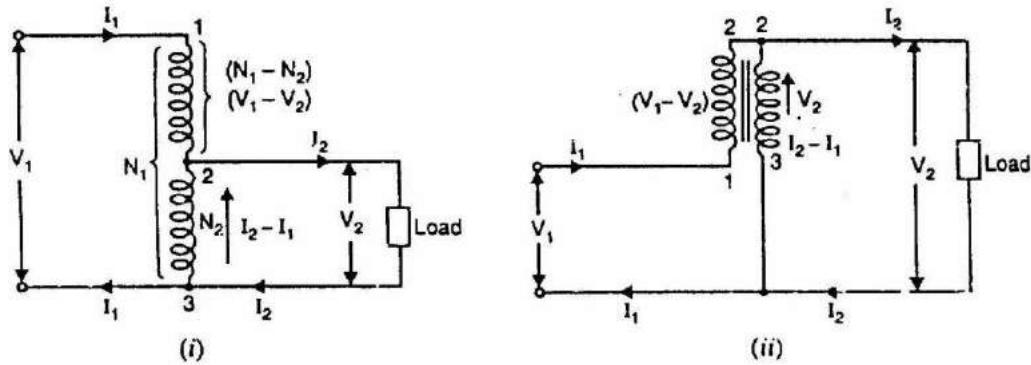 I₁
1
(N₁ – N₂)
(V₁ – V₂)
V₁
N₁
I₂
2
N₂
I₂ – I₁
V₂
Load
I₁
3
I₂
(i)
2
2
I₂
(V₁ – V₂)
V₂
I₂ – I₁
I₁
1
3
V₂
Load
V₁
I₁
I₂
(ii)